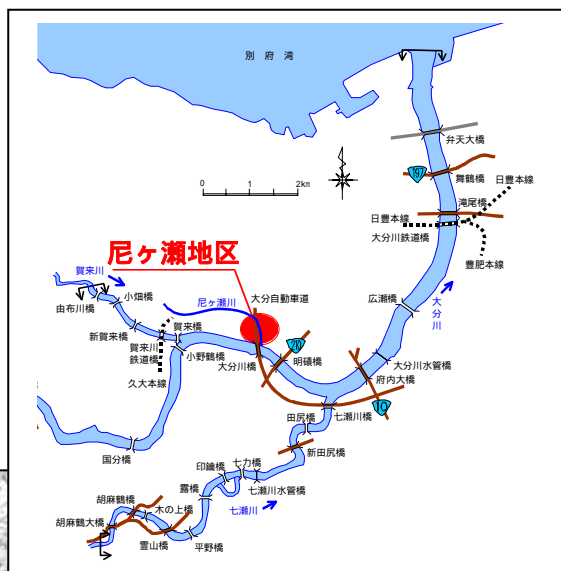 別府湾
弁天大橋
日豊本線
197
舞鶴橋
0 1 2kn
滝尾橋
日豊本線
大分川鉄道橋
豊肥本線
尼ヶ瀬地区
賀来川
小畑橋
由布川橋
尼ヶ瀬川
大分自動車道
大分川
広瀬橋
新賀来橋
賀来橋
賀来川
鉄道橋
小野鶴橋
210
大分川橋
明磧橋
大分川水管橋
府内大橋
久大本線
10
七瀬川橋
田尻橋
国分橋
新田尻橋
印鑰橋
七力橋
七瀬川水管橋
胡麻鶴橋
木の上橋
露橋
七瀬川
胡麻鶴大橋
霊山橋
平野橋